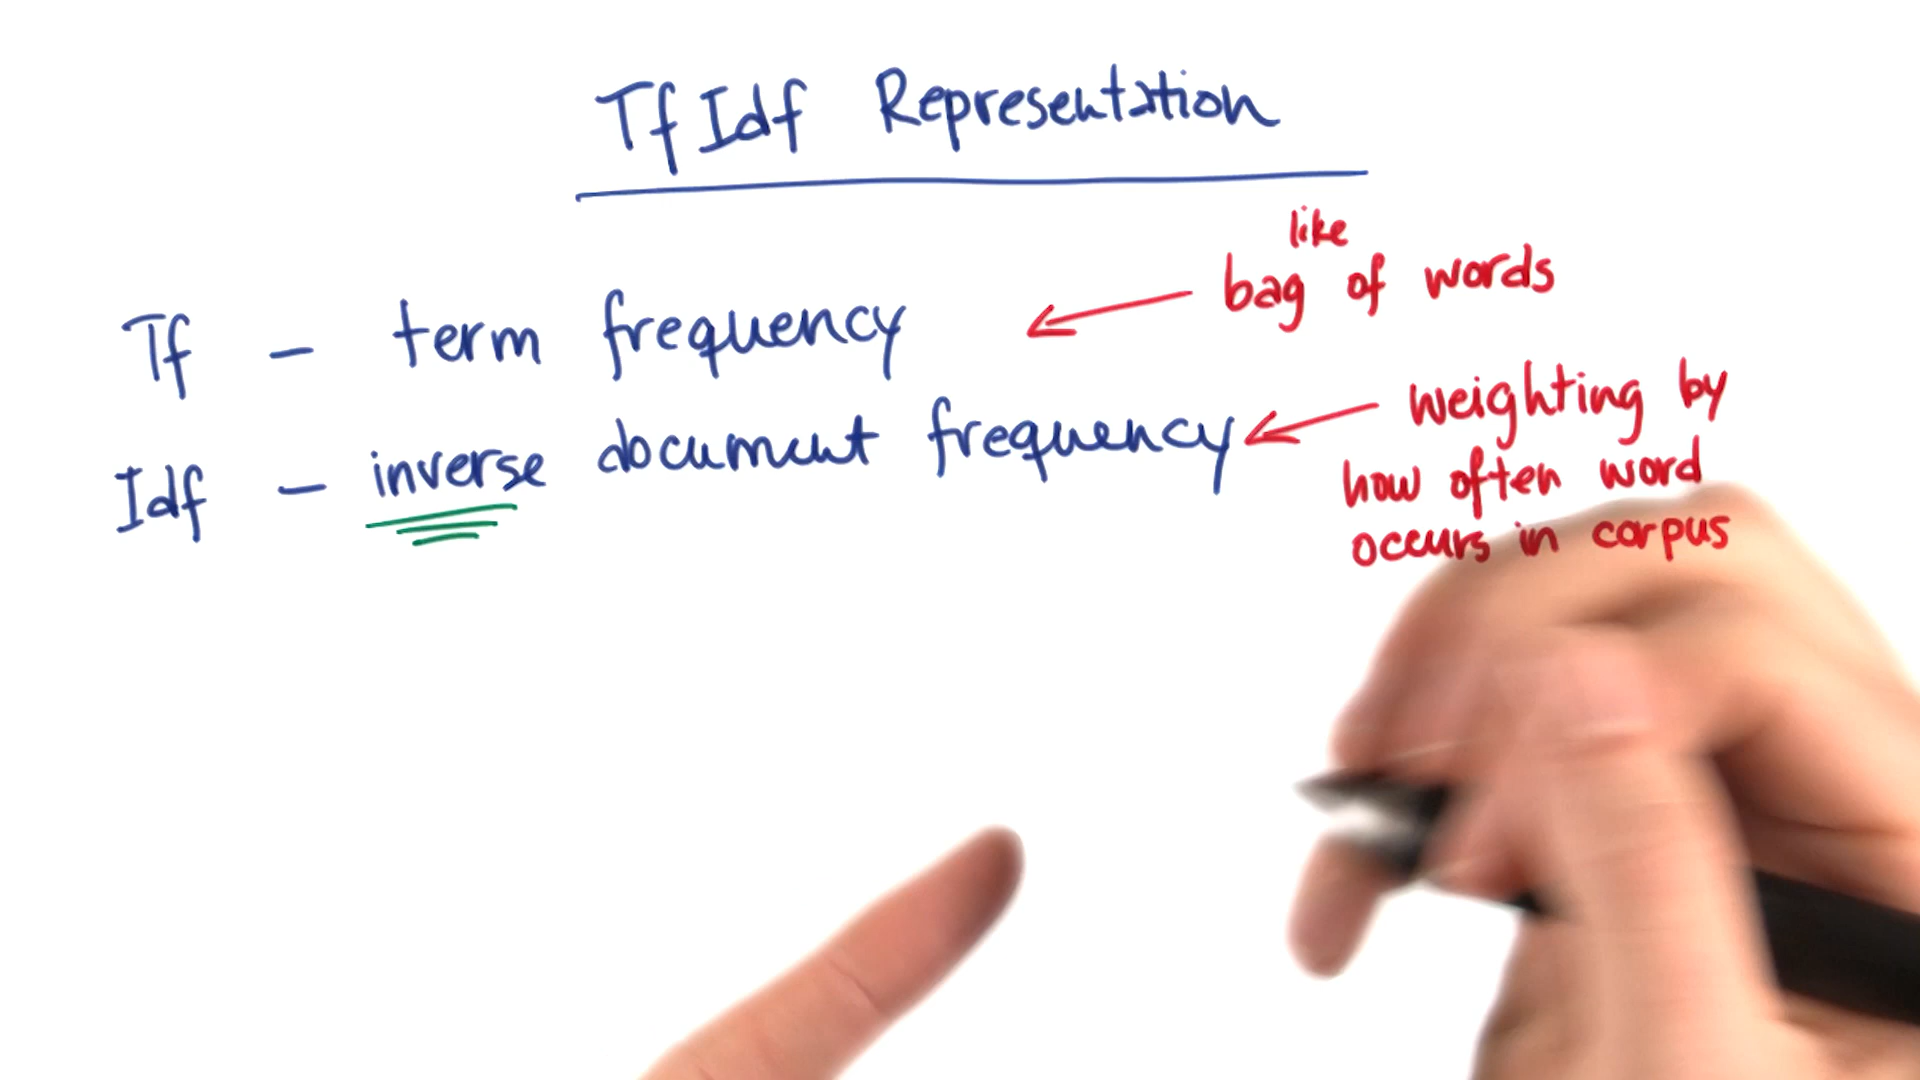 Tf Idf Representation
like
bag of words
Tf – term frequency
weighting by
how often word
occurs in corpus
Idf – inverse document frequency